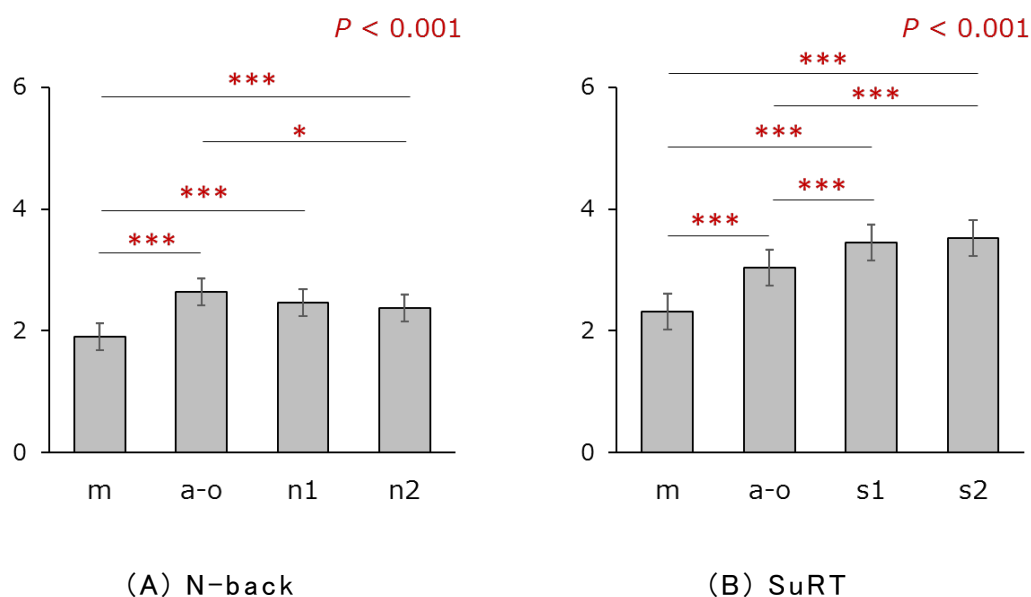 P < 0.001
6
4
2
0
***
*
***
***
m a-o n1 n2
(A) N-back
P < 0.001
6
4
2
0
***
***
***
***
***
m a-o s1 s2
(B) SuRT